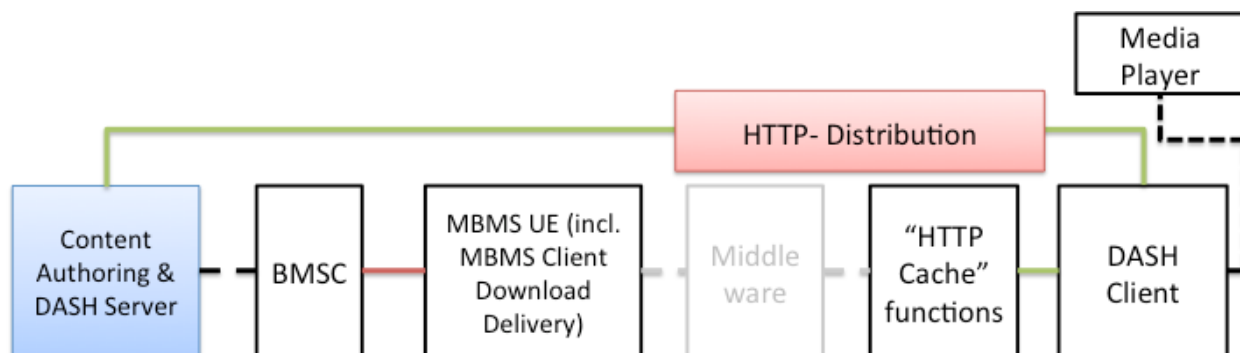 Media
Player
HTTP- Distribution
Content
Authoring &
DASH Server
BMSC
MBMS UE (incl.
MBMS Client
Download
Delivery)
Middle
ware
“HTTP
Cache”
functions
DASH
Client